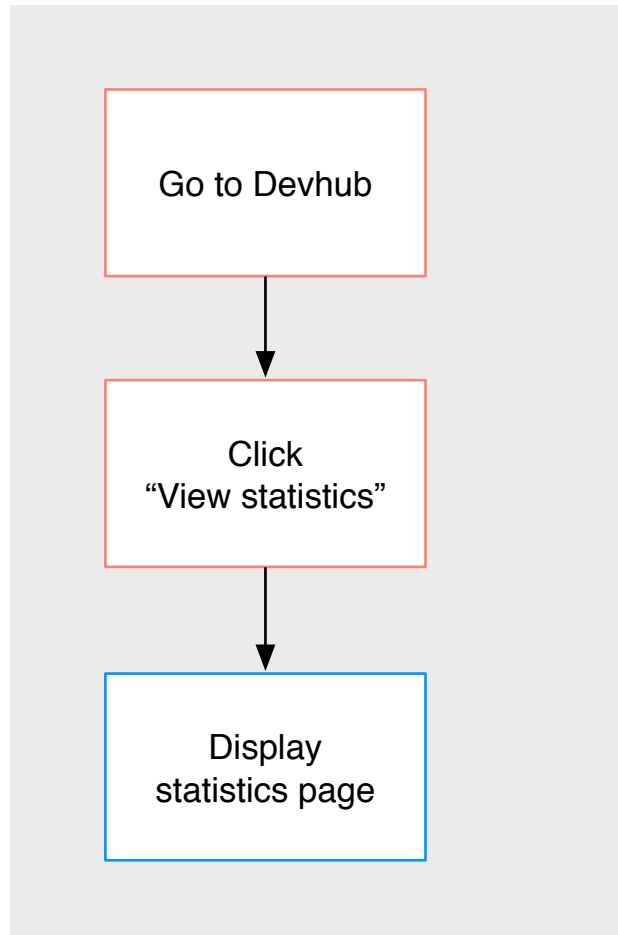 Go to Devhub
Click
“View statistics”
Display
statistics page